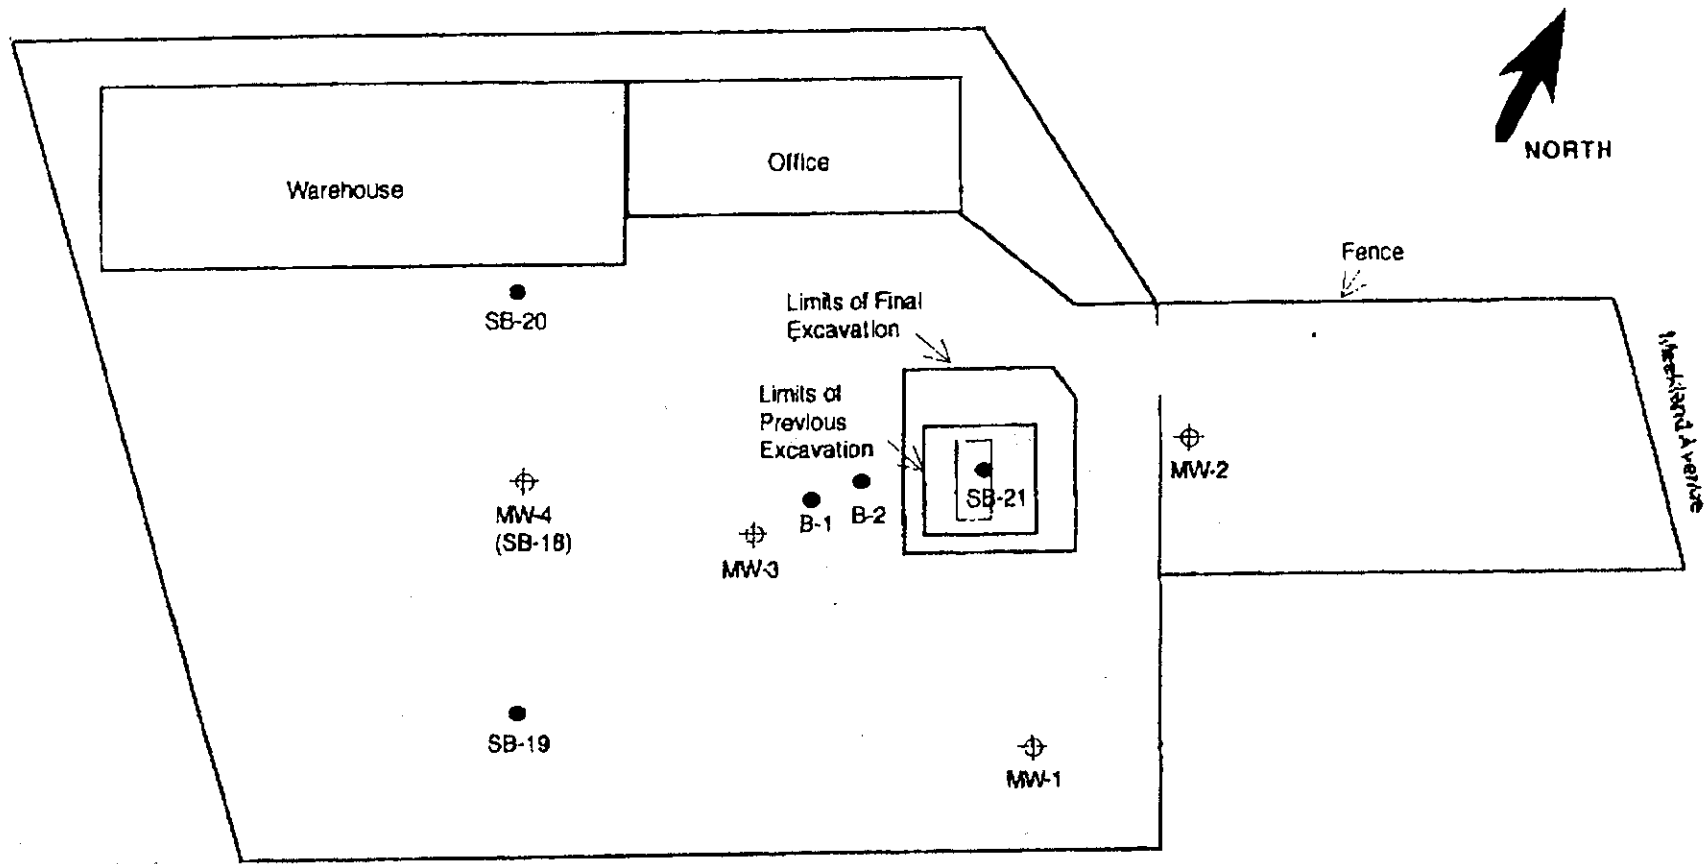 NORTH
Office
Warehouse
Fence
Limits of Final
Excavation
SB-20
Limits of
Previous
Excavation
MW-2
SB-21
MW-4
(SB-18)
B-1
B-2
MW-3
SB-19
MW-1
Avenue